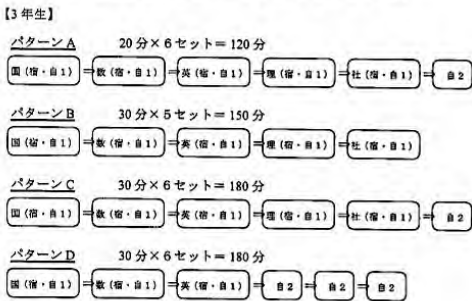 【3年生】
パターンA 20分×6セット=120分
国(宿・自1)⇒数(宿・自1)⇒英(宿・自1)⇒理(宿・自1)⇒社(宿・自1)⇒自2
パターンB 30分×5セット=150分
国(宿・自1)⇒数(宿・自1)⇒英(宿・自1)⇒理(宿・自1)⇒社(宿・自1)
パターンC 30分×6セット=180分
国(宿・自1)⇒数(宿・自1)⇒英(宿・自1)⇒理(宿・自1)⇒社(宿・自1)⇒自2
パターンD 30分×6セット=180分
国(宿・自1)⇒数(宿・自1)⇒英(宿・自1)⇒自2⇒自2⇒自2